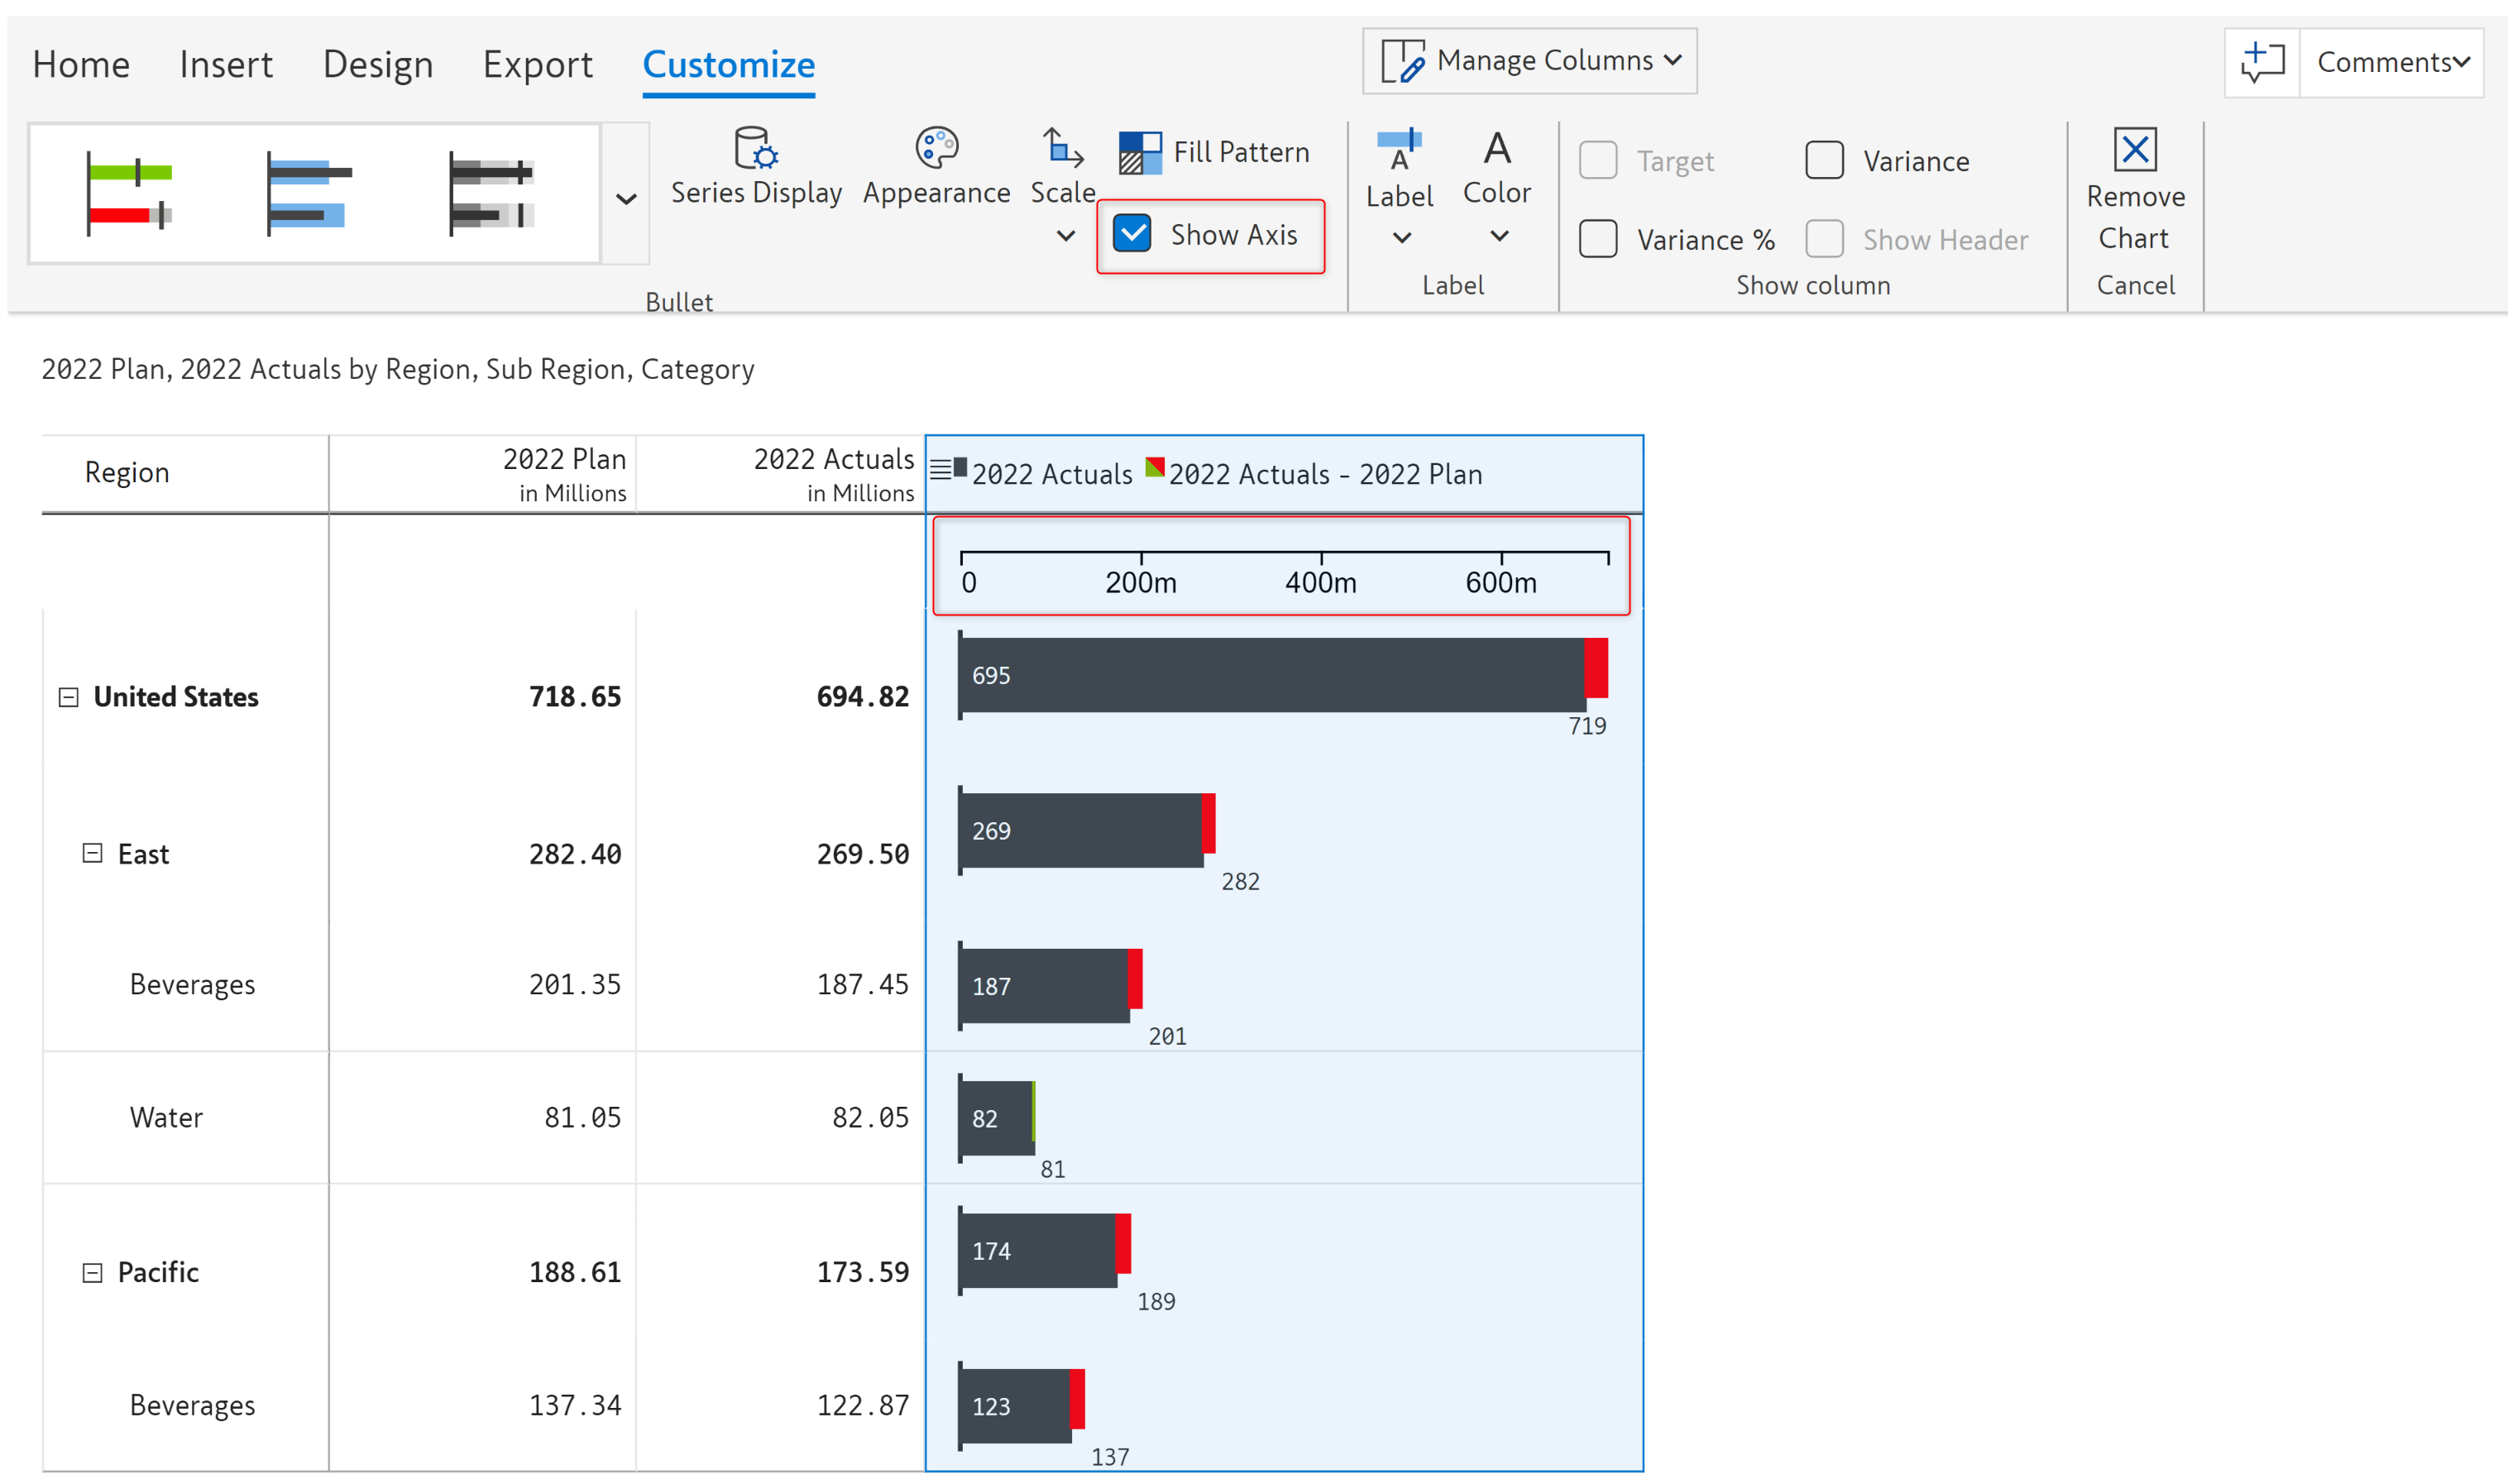 Home Insert Design Export Customize Manage Columns Comments
Series Display Appearance Scale Fill Pattern Show Axis
Bullet
A Label A Color
Label
Target Variance
Variance % Show Header
Show column
Remove Chart
Cancel
2022 Plan, 2022 Actuals by Region, Sub Region, Category
Region 2022 Plan in Millions 2022 Actuals in Millions 2022 Actuals 2022 Actuals - 2022 Plan
0 200m 400m 600m
United States 718.65 694.82 695 719
East 282.40 269.50 269 282
Beverages 201.35 187.45 187 201
Water 81.05 82.05 82 81
Pacific 188.61 173.59 174 189
Beverages 137.34 122.87 123 137